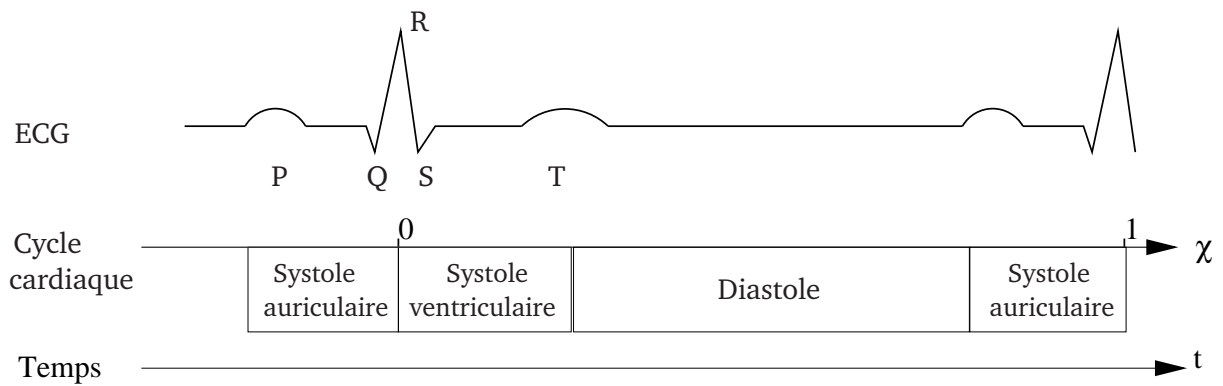 R
ECG
P Q S T
0 1
Cycle
cardiaque
χ
Systole
auriculaire
Systole
ventriculaire
Diastole
Systole
auriculaire
Temps
t